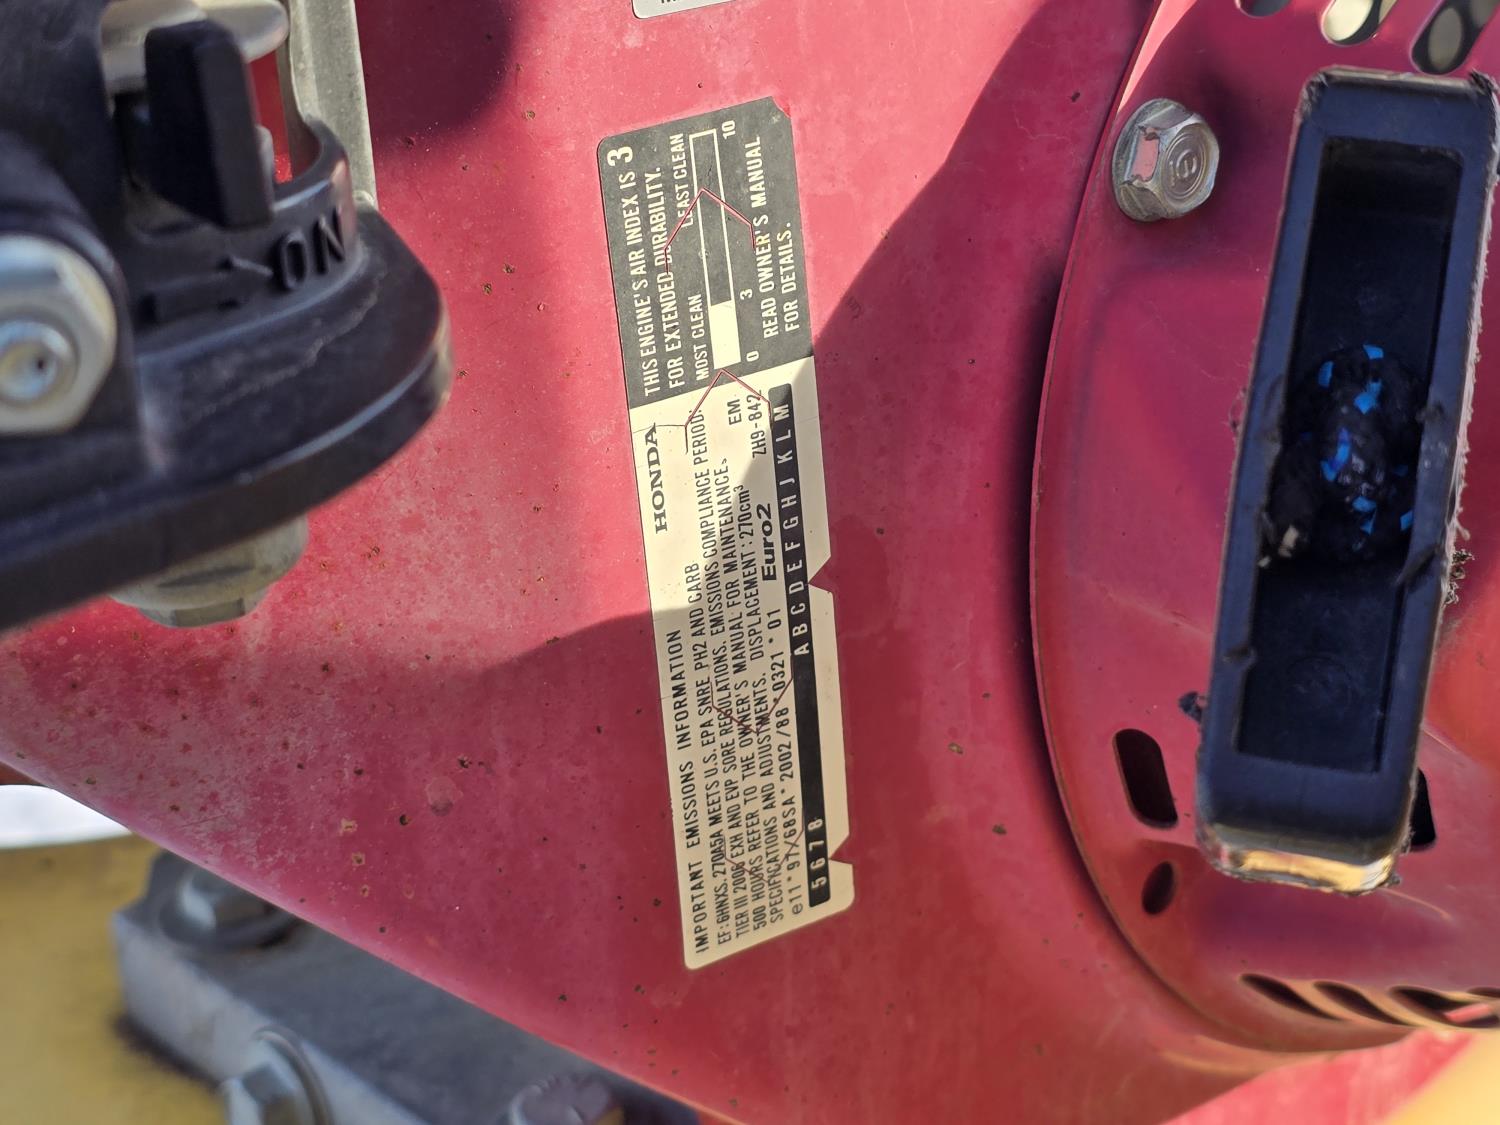 THIS ENGINE'S AIR INDEX IS 3
FOR EXTENDED DURABILITY.
MOST CLEAN LEAST CLEAN
0 3 10
READ OWNER'S MANUAL
FOR DETAILS.
HONDA
IMPORTANT EMISSIONS INFORMATION
EF: 6HNXS.270A5A MEETS U.S. EPA SNRE PH2 AND CARB
TIER III 2006 EXH AND EVP SORE REGULATIONS. EMISSIONS COMPLIANCE PERIOD:
500 HOURS REFER TO THE OWNER'S MANUAL FOR MAINTENANCE,
SPECIFICATIONS AND ADJUSTMENTS. DISPLACEMENT:270cm³ EM
e11*97/68SA*2002/88*0321*01 Euro2 ZH9-842
5 6 7 8 A B C D E F G H J K L M
ON